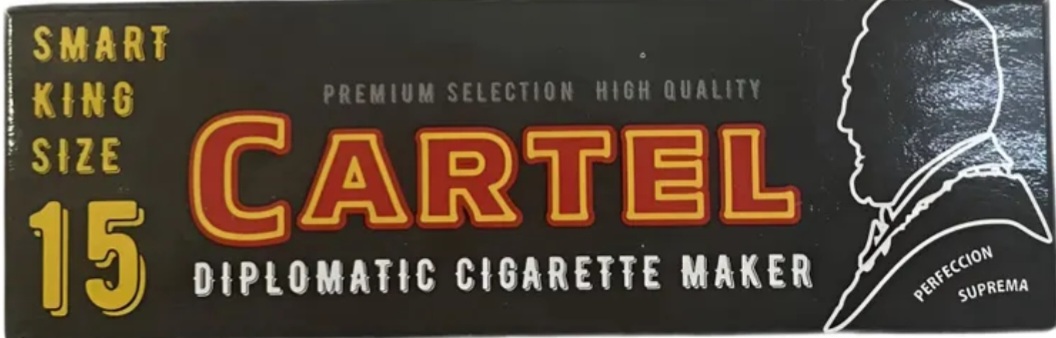 SMART
KING
SIZE
15
PREMIUM SELECTION HIGH QUALITY
CARTEL
DIPLOMATIC CIGARETTE MAKER
PERFECCION
SUPREMA